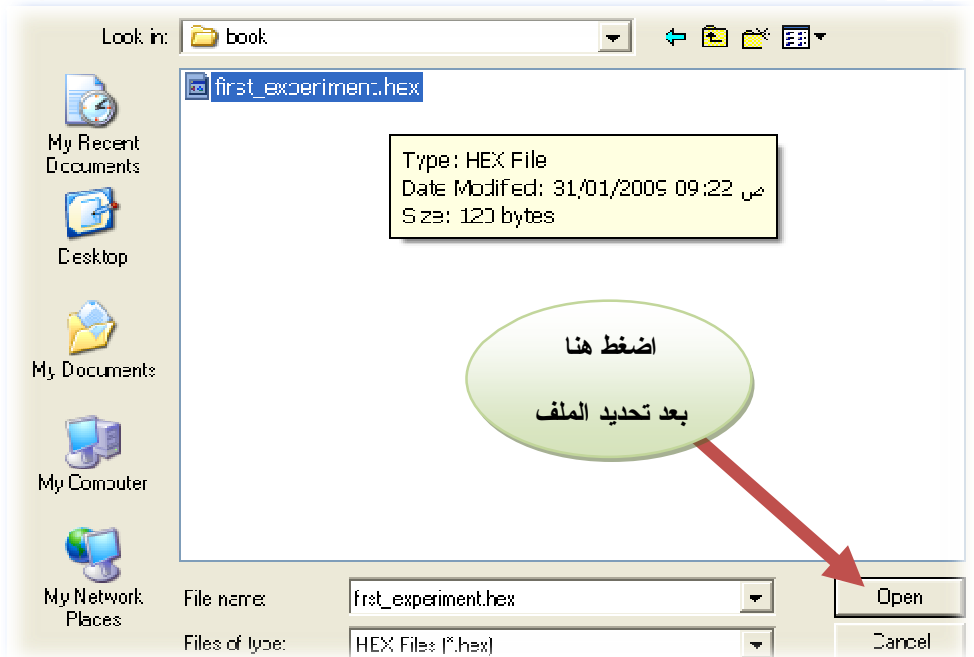 Look in:
book
first_experiment.hex
My Recent
Documents
Type: HEX File
Date Modified: 31/01/2009 09:22 ص
Size: 120 bytes
Desktop
اضغط هنا
بعد تحديد الملف
My Documents
My Computer
My Network
Places
File name:
first_experiment.hex
Open
Files of type:
HEX Files (*.hex)
Cancel